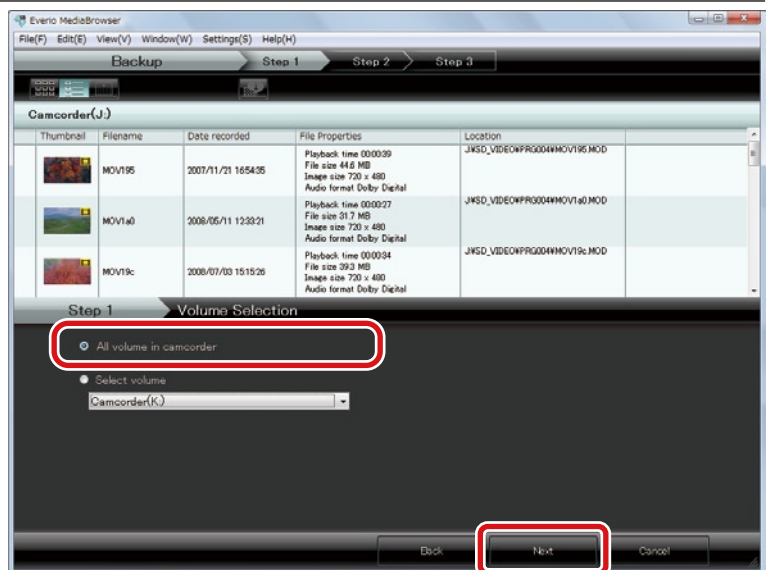 Everio MediaBrowser
File(F) Edit(E) View(V) Window(W) Settings(S) Help(H)
Backup Step 1 Step 2 Step 3
Camcorder(J:)
Thumbnail Filename Date recorded File Properties Location
MOV195 2007/11/21 16:54:35 Playback time 00:00:39 J:¥SD_VIDEO¥PRG004¥MOV195.MOD
File size 44.6 MB
Image size 720 x 480
Audio format Dolby Digital
MOV1a0 2008/05/11 12:33:21 Playback time 00:00:27 J:¥SD_VIDEO¥PRG004¥MOV1a0.MOD
File size 31.7 MB
Image size 720 x 480
Audio format Dolby Digital
MOV19c 2008/07/03 15:15:26 Playback time 00:00:34 J:¥SD_VIDEO¥PRG004¥MOV19c.MOD
File size 39.3 MB
Image size 720 x 480
Audio format Dolby Digital
Step 1 Volume Selection
All volume in camcorder
Select volume
Camcorder(K:)
Back Next Cancel